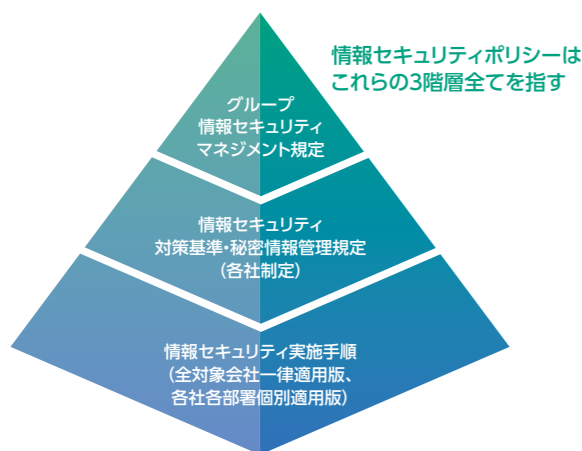 情報セキュリティポリシーは
これらの3階層全てを指す
グループ
情報セキュリティ
マネジメント規定
情報セキュリティ
対策基準・秘密情報管理規定
（各社制定）
情報セキュリティ実施手順
（全対象会社一律適用版、
各社各部署個別適用版）